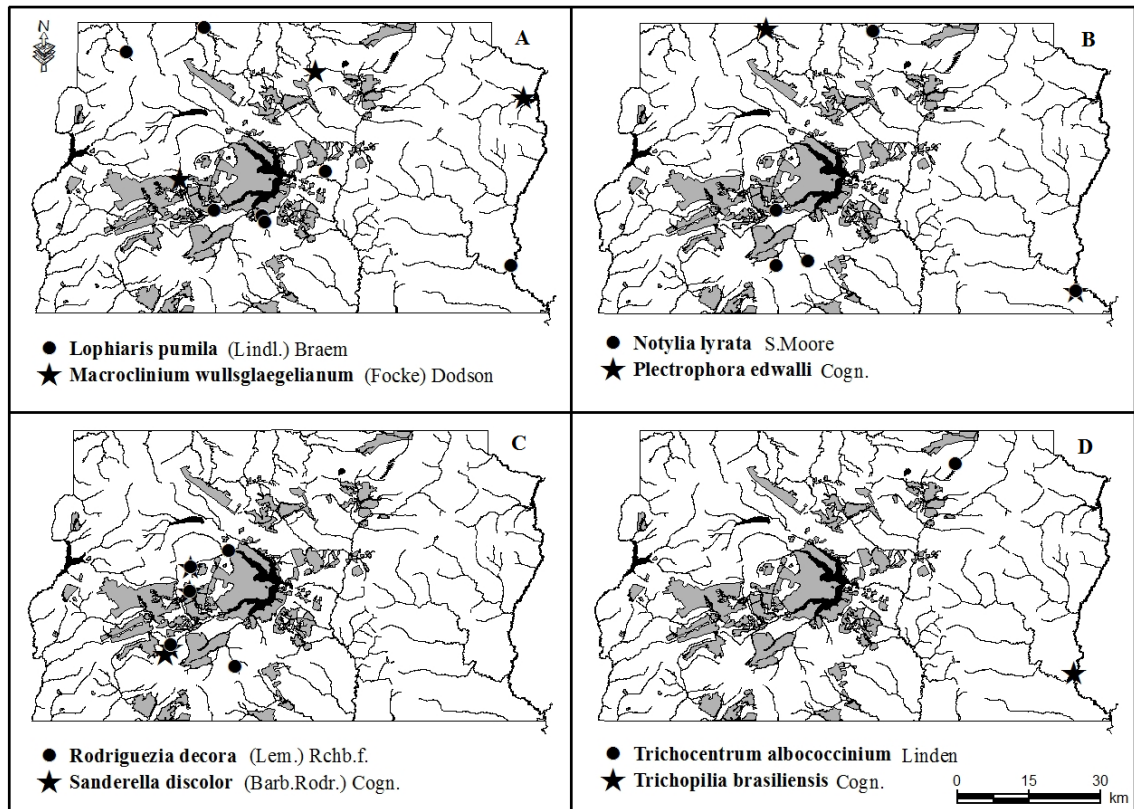 N
A
Lophiaris pumila (Lindl.) Braem
Macroclinium wullsglaegelianum (Focke) Dodson
B
Notylia lyrata S.Moore
Plectrophora edwalli Cogn.
C
Rodriguezia decora (Lem.) Rchb.f.
Sanderella discolor (Barb.Rodr.) Cogn.
D
Trichocentrum albococcinium Linden
Trichopilia brasiliensis Cogn.
0 15 30
km